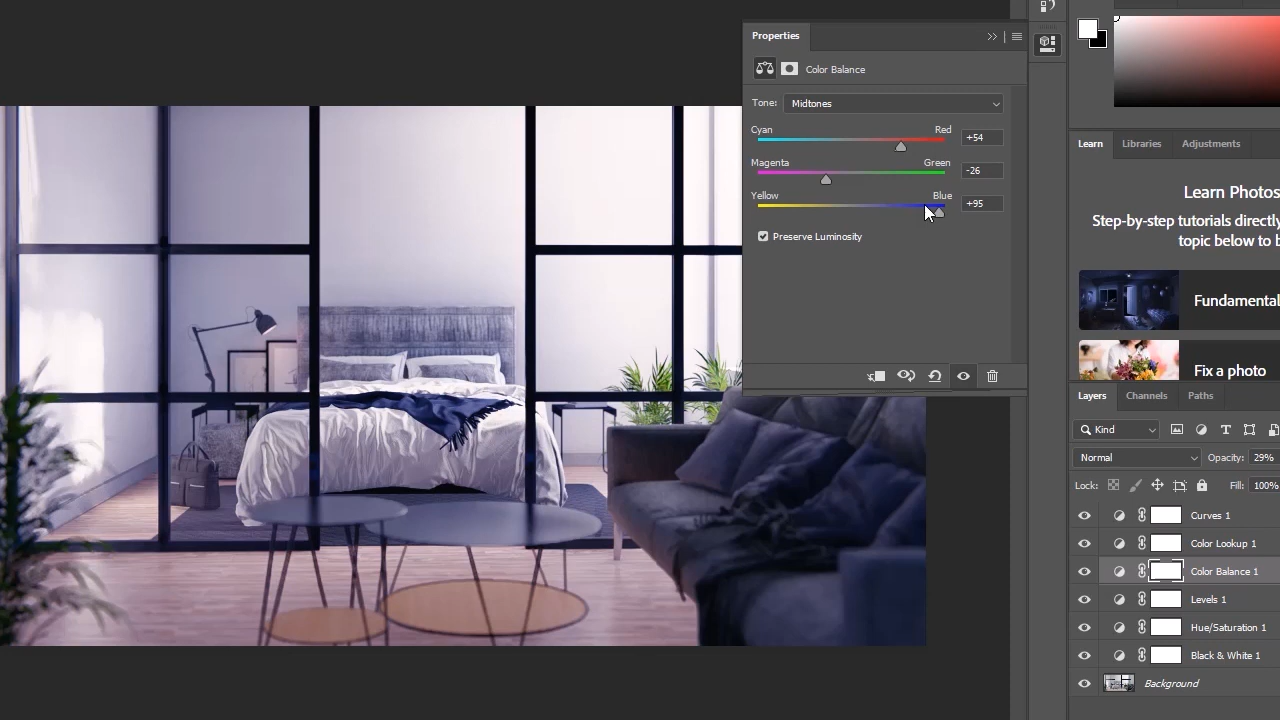 Properties
Color Balance
Tone: Midtones
Cyan Red +54
Magenta Green -26
Yellow Blue +95
Preserve Luminosity
Learn Libraries Adjustments
Learn Photos
Step-by-step tutorials directly
topic below to b
Fundamental
Fix a photo
Layers Channels Paths
Kind
Normal Opacity: 29%
Lock: Fill: 100%
Curves 1
Color Lookup 1
Color Balance 1
Levels 1
Hue/Saturation 1
Black & White 1
Background